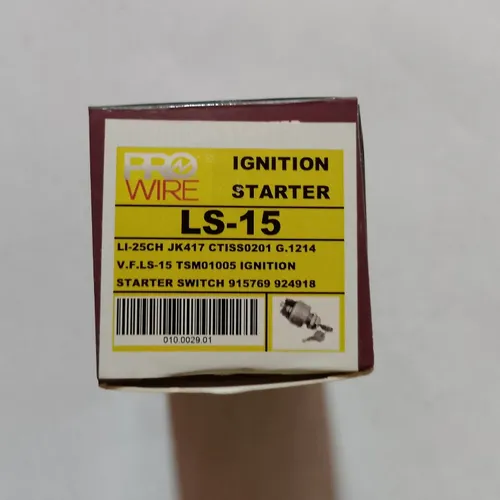 PRO
WIRE
IGNITION
STARTER
LS-15
LI-25CH JK417 CTISS0201 G.1214
V.F.LS-15 TSM01005 IGNITION
STARTER SWITCH 915769 924918
010.0029.01